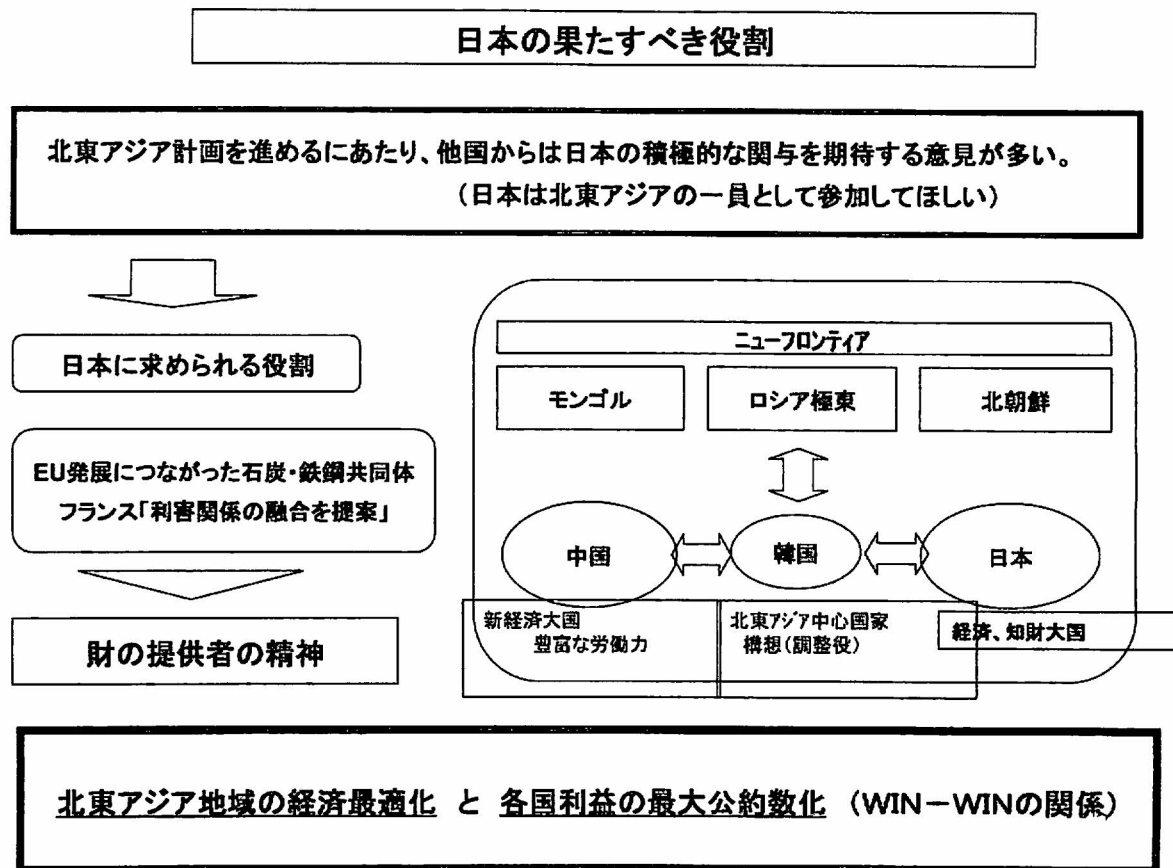 日本の果たすべき役割
北東アジア計画を進めるにあたり、他国からは日本の積極的な関与を期待する意見が多い。
（日本は北東アジアの一員として参加してほしい）
日本に求められる役割
EU発展につながった石炭・鉄鋼共同体
フランス「利害関係の融合を提案」
財の提供者の精神
ニューフロンティア
モンゴル
ロシア極東
北朝鮮
中国
韓国
日本
新経済大国
豊富な労働力
北東アジア中心国家
構想（調整役）
経済、知財大国
北東アジア地域の経済最適化 と 各国利益の最大公約数化 （WIN－WINの関係）